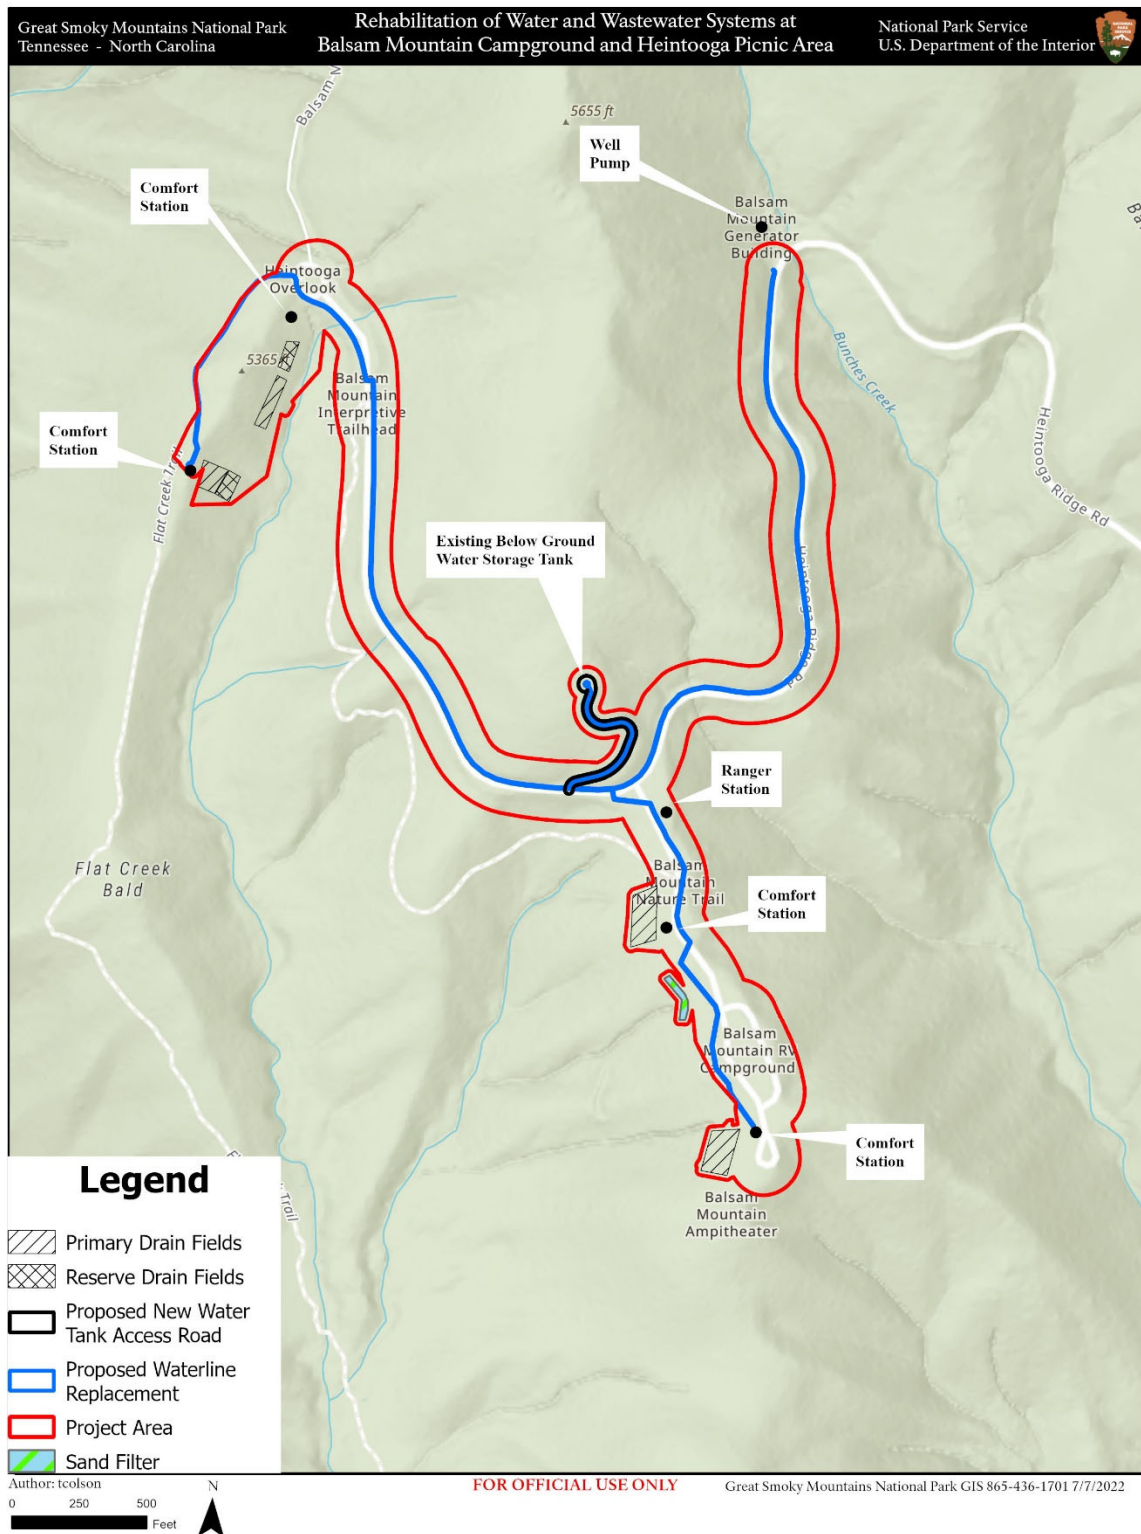 Great Smoky Mountains National Park
Tennessee - North Carolina
Rehabilitation of Water and Wastewater Systems at
Balsam Mountain Campground and Heintooga Picnic Area
National Park Service
U.S. Department of the Interior
5655 ft
Well
Pump
Balsam M
Comfort
Station
Balsam
Mountain
Generator
Building
Heintooga
Overlook
5365
Balsam
Mountain
Interpretive
Trailhead
Bunches Creek
Heintooga Ridge Rd
Comfort
Station
Flat Creek Trail
Existing Below Ground
Water Storage Tank
Heintooga Ridge Rd
Ranger
Station
Flat Creek
Bald
Balsam
Mountain
Nature Trail
Comfort
Station
Balsam
Mountain RV
Campground
Comfort
Station
Balsam
Mountain
Ampitheater
Trail
Legend
Primary Drain Fields
Reserve Drain Fields
Proposed New Water
Tank Access Road
Proposed Waterline
Replacement
Project Area
Sand Filter
Author: tcolson
FOR OFFICIAL USE ONLY
Great Smoky Mountains National Park GIS 865-436-1701 7/7/2022
N
0 250 500
Feet